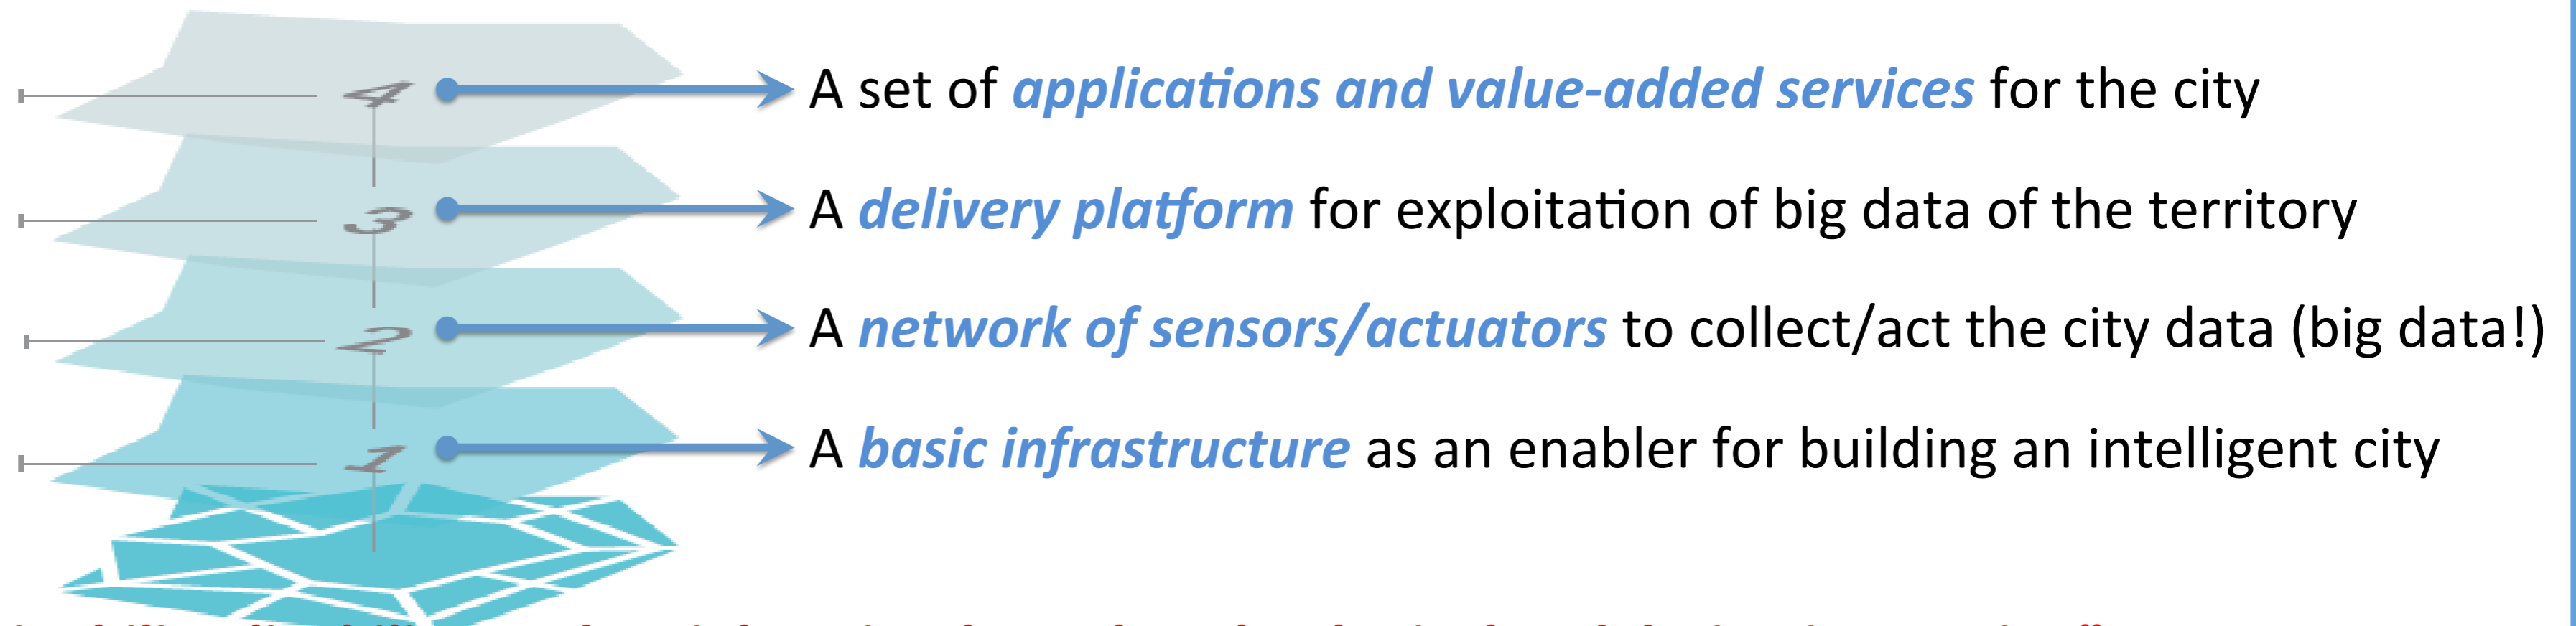 4
A set of applications and value-added services for the city
3
A delivery platform for exploitation of big data of the territory
2
A network of sensors/actuators to collect/act the city data (big data!)
1
A basic infrastructure as an enabler for building an intelligent city